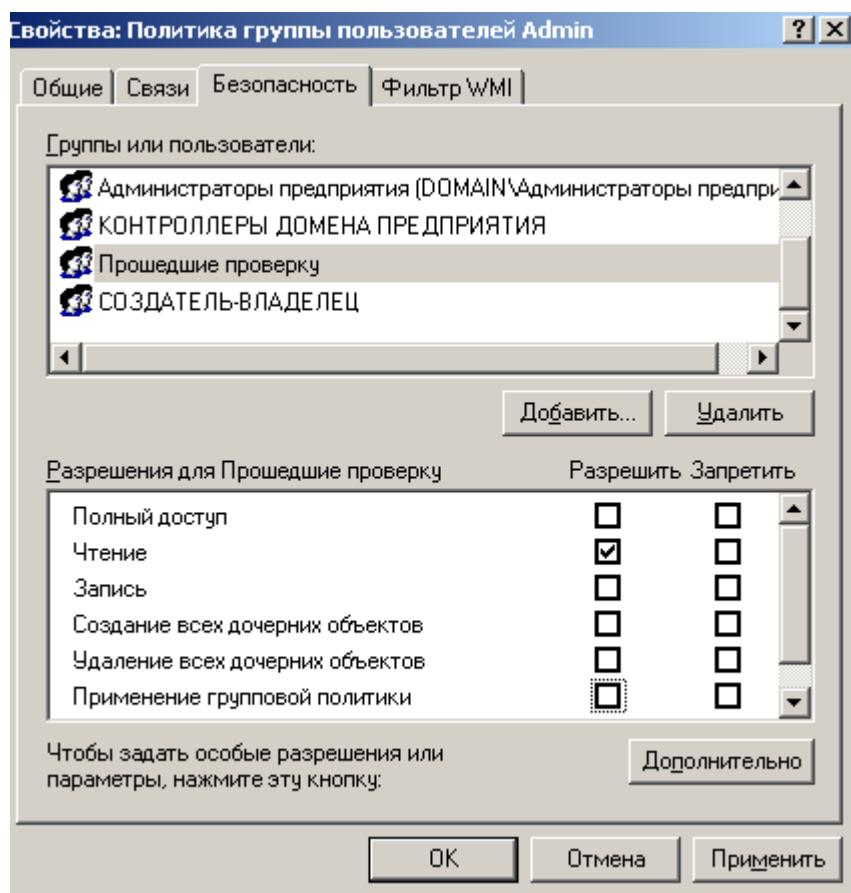 Свойства: Политика группы пользователей Admin
Общие Связи Безопасность Фильтр WMI
Группы или пользователи:
Администраторы предприятия (DOMAIN\Администраторы предпри
КОНТРОЛЛЕРЫ ДОМЕНА ПРЕДПРИЯТИЯ
Прошедшие проверку
СОЗДАТЕЛЬ-ВЛАДЕЛЕЦ
Добавить... Удалить
Разрешения для Прошедшие проверку Разрешить Запретить
Полный доступ
Чтение
Запись
Создание всех дочерних объектов
Удаление всех дочерних объектов
Применение групповой политики
Чтобы задать особые разрешения или
параметры, нажмите эту кнопку:
Дополнительно
OK Отмена Применить